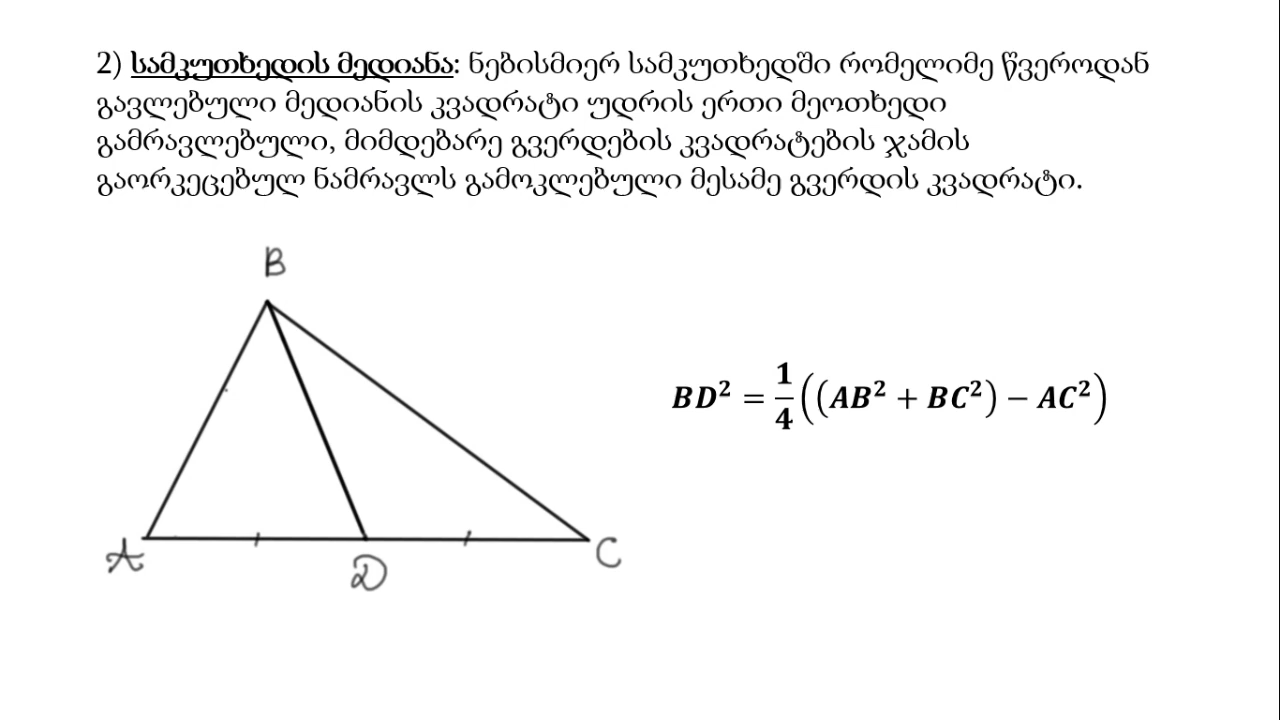 2) სამკუთხედის მედიანა: ნებისმიერ სამკუთხედში რომელიმე წვეროდან
გავლებული მედიანის კვადრატი უდრის ერთი მეოთხედი
გამრავლებული, მიმდებარე გვერდების კვადრატების ჯამის
გაორკეცებულ ნამრავლს გამოკლებული მესამე გვერდის კვადრატი.
B
BD² = 1/4((AB² + BC²) − AC²)
A
D
C